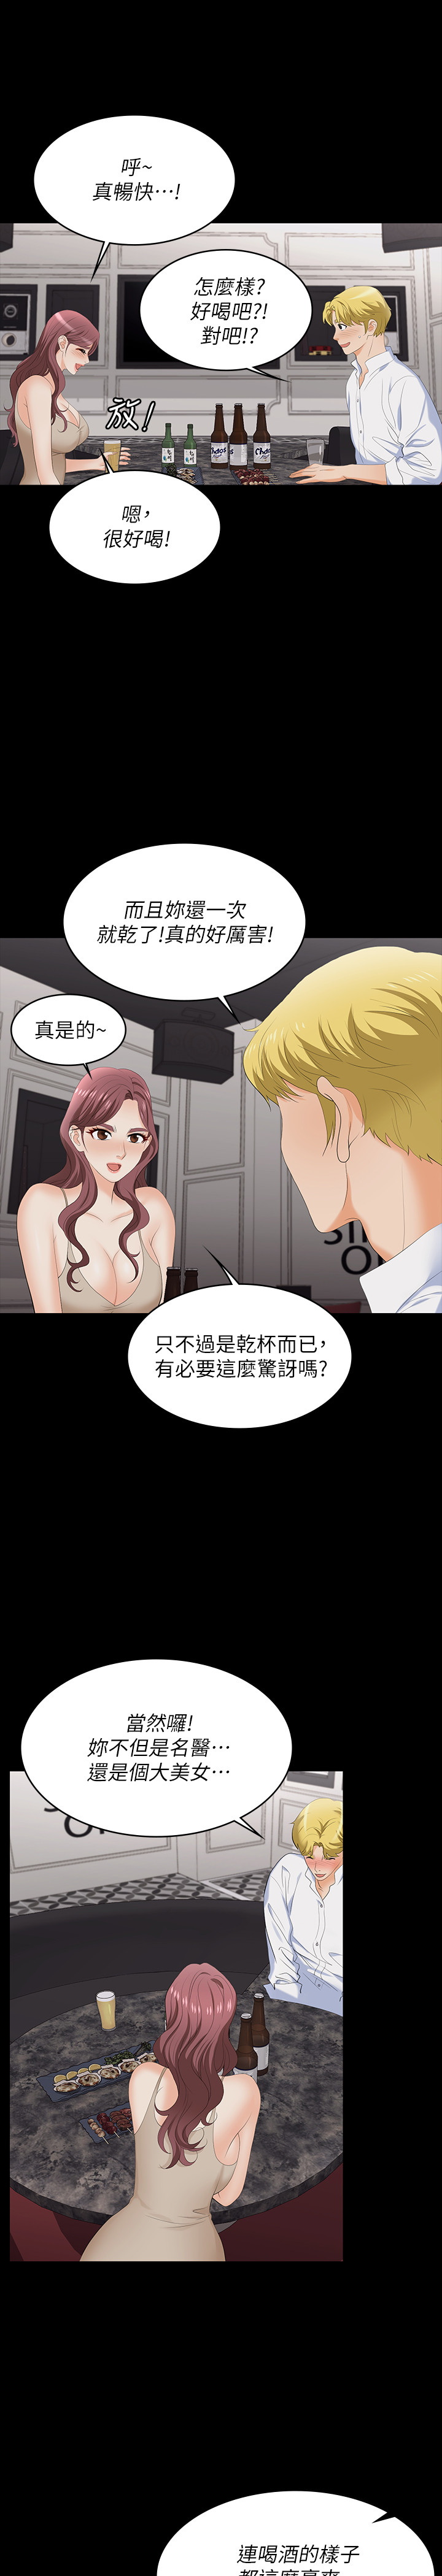 呼~
真暢快…!
怎麼樣?
好喝吧?!
對吧!?
放!
嗯,
很好喝!
而且妳還一次
就乾了!真的好厲害!
真是的~
只不過是乾杯而已,
有必要這麼驚訝嗎?
當然囉!
妳不但是名醫…
還是個大美女…
連喝酒的樣子